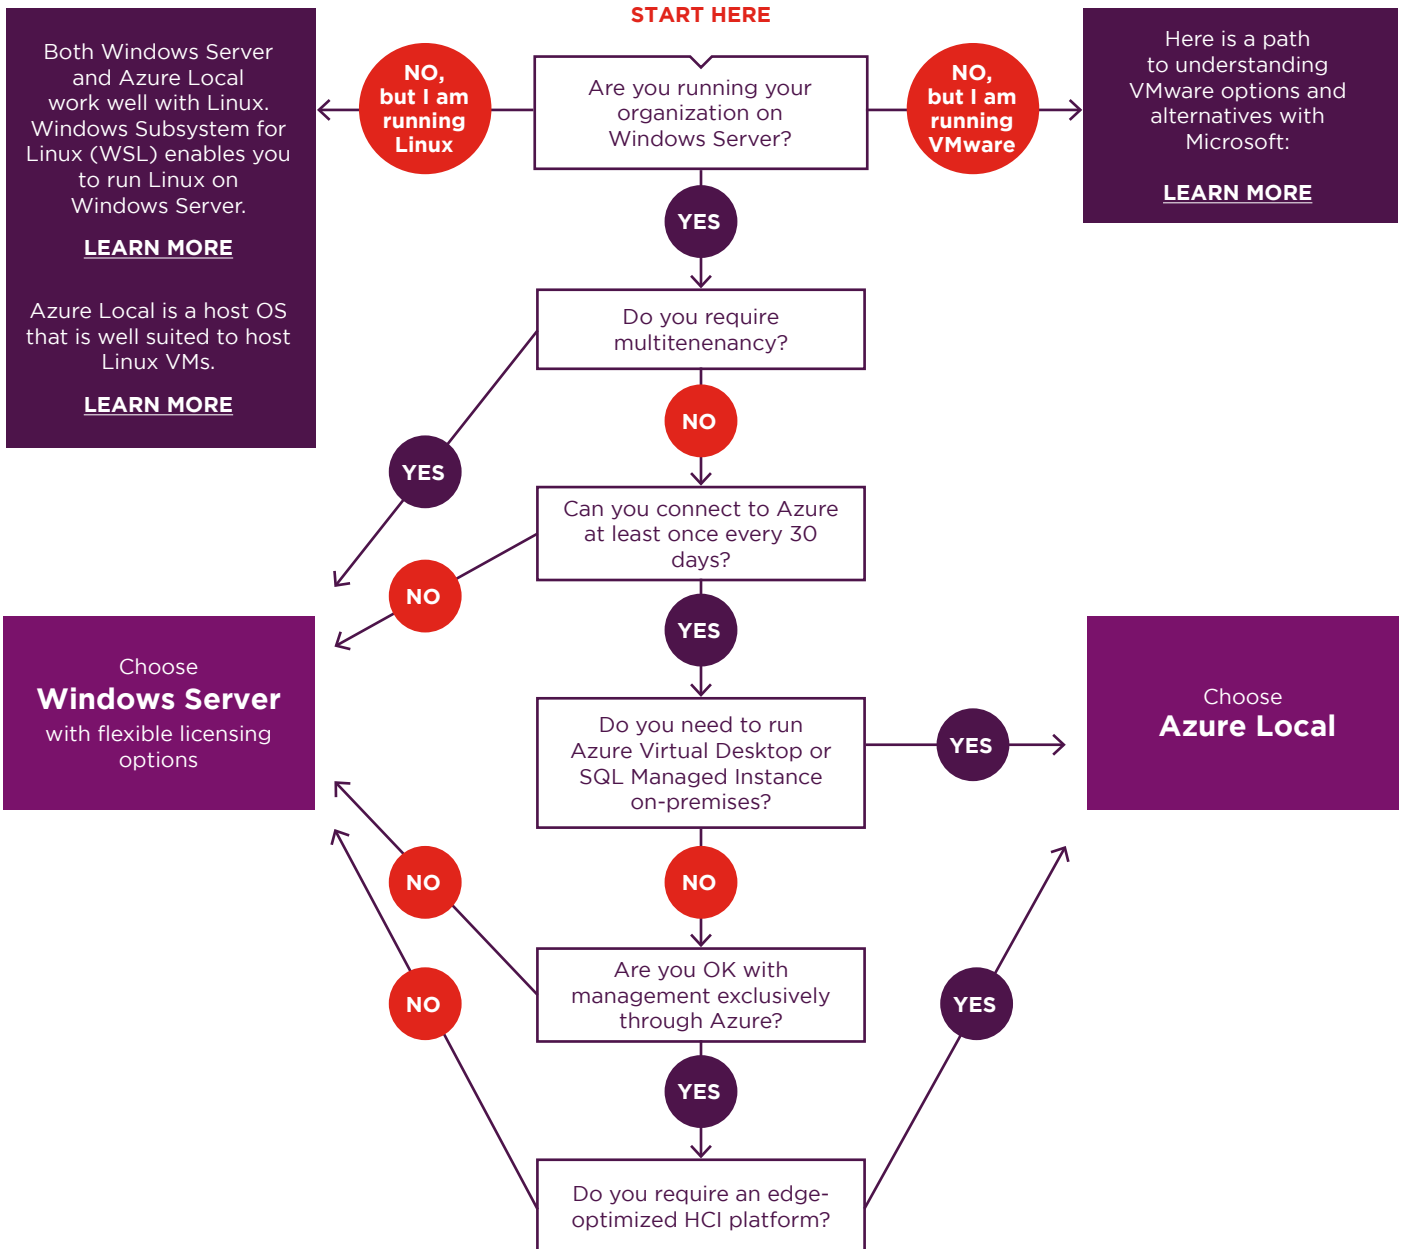 START HERE
Both Windows Server
and Azure Local
work well with Linux.
Windows Subsystem for
Linux (WSL) enables you
to run Linux on
Windows Server.
LEARN MORE
Azure Local is a host OS
that is well suited to host
Linux VMs.
LEARN MORE
NO,
but I am
running
Linux
Are you running your
organization on
Windows Server?
NO,
but I am
running
VMware
Here is a path
to understanding
VMware options and
alternatives with
Microsoft:
LEARN MORE
YES
Do you require
multitenenancy?
NO
YES
Can you connect to Azure
at least once every 30
days?
NO
YES
Choose
Windows Server
with flexible licensing
options
Do you need to run
Azure Virtual Desktop or
SQL Managed Instance
on-premises?
YES
Choose
Azure Local
NO
NO
Are you OK with
management exclusively
through Azure?
NO
YES
YES
Do you require an edge-
optimized HCI platform?